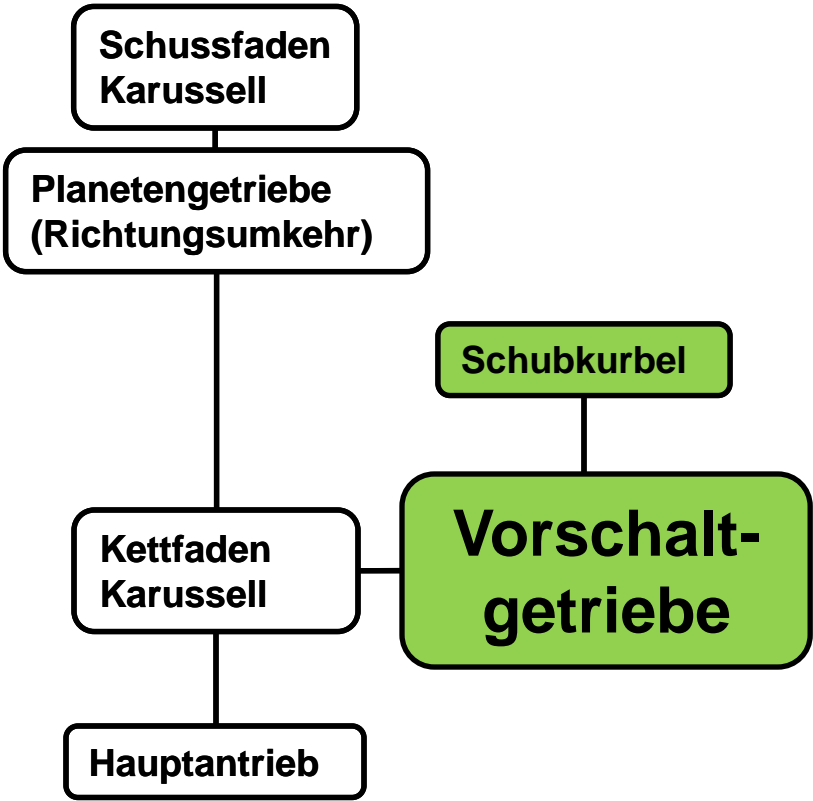 Schussfaden
Karussell
Planetengetriebe
(Richtungsumkehr)
Schubkurbel
Vorschalt-
getriebe
Kettfaden
Karussell
Hauptantrieb